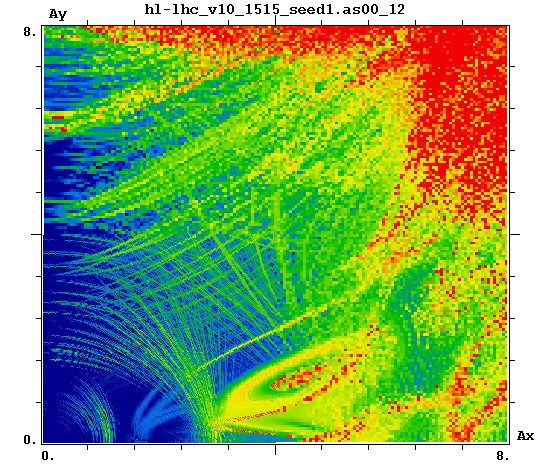 hl-lhc_v10_1515_seed1.as00_12
Ay
8.
0.
Ax
0.
8.